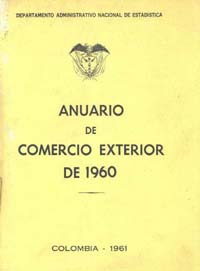 DEPARTAMENTO ADMINISTRATIVO NACIONAL DE ESTADISTICA
ANUARIO
DE
COMERCIO EXTERIOR
DE 1960
COLOMBIA - 1961